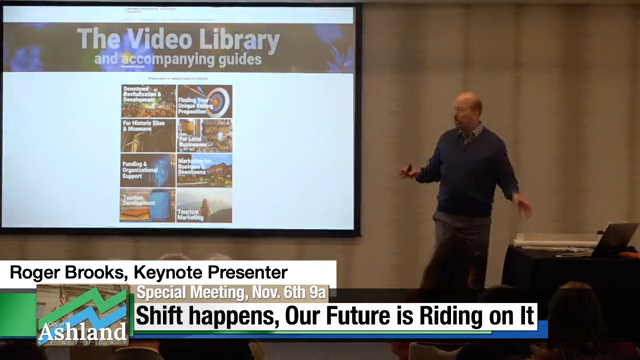 The Video Library
and accompanying guides
Downtown
Revitalization &
Development
Finding Your
Unique Selling
Proposition
For Historic Sites
& Museums
For Local
Businesses
Funding &
Organizational
Support
Marketing for
Business &
Downtowns
Tourism
Development
Tourism
Marketing
Roger Brooks, Keynote Presenter
Special Meeting, Nov. 6th 9a
Shift happens, Our Future is Riding on It
Ashland